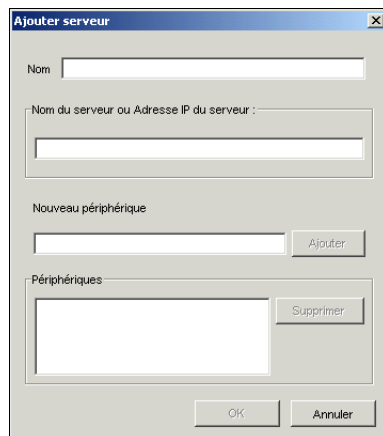 Ajouter serveur
Nom
Nom du serveur ou Adresse IP du serveur :
Nouveau périphérique
Ajouter
Périphériques
Supprimer
OK
Annuler